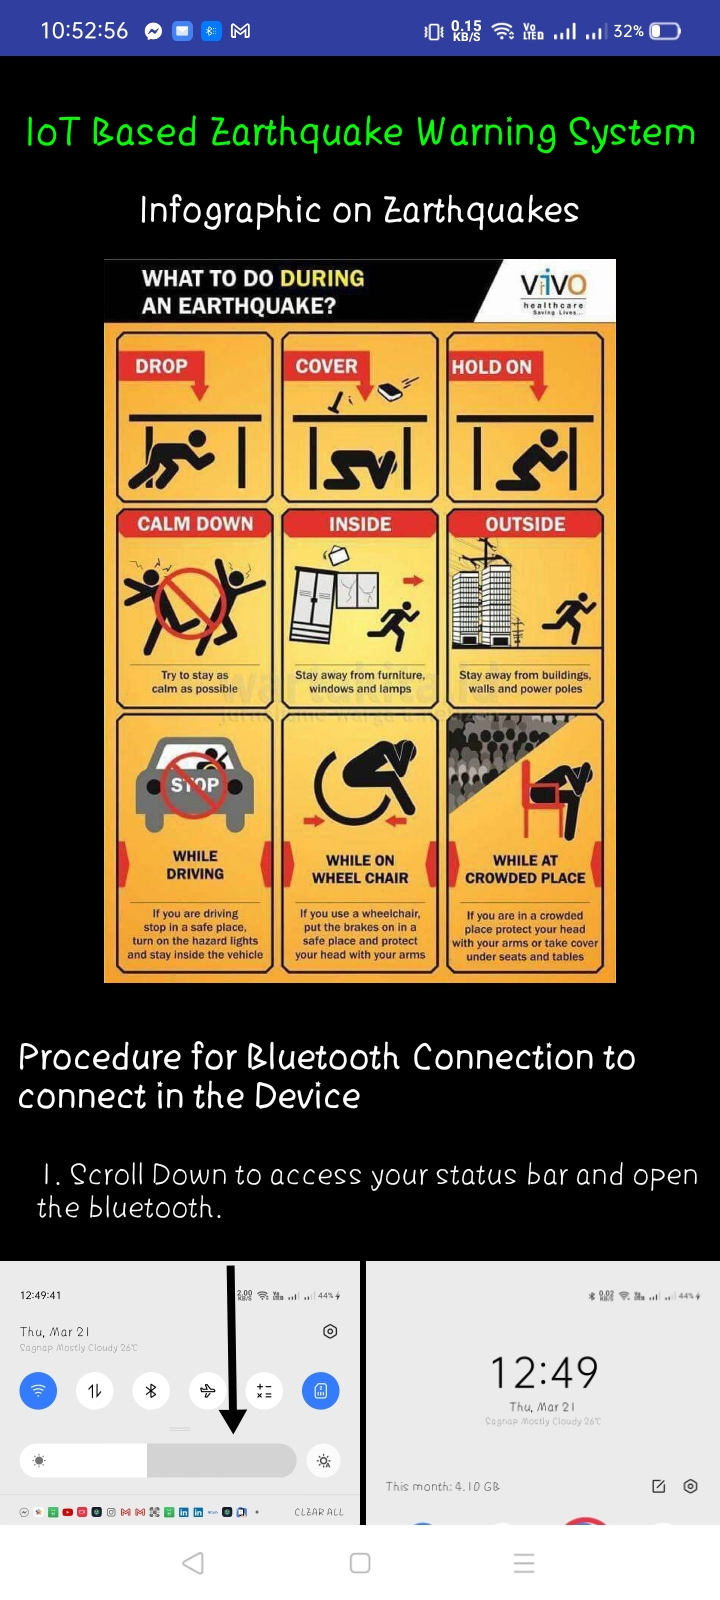 10:52:56
0.15 KB/S
Vo LTE
32%
IoT Based Earthquake Warning System
Infographic on Earthquakes
WHAT TO DO DURING
AN EARTHQUAKE?
vivo
healthcare
Saving Lives...
DROP
COVER
HOLD ON
CALM DOWN
INSIDE
OUTSIDE
Try to stay as
calm as possible
Stay away from furniture,
windows and lamps
Stay away from buildings,
walls and power poles
STOP
WHILE
DRIVING
If you are driving
stop in a safe place,
turn on the hazard lights
and stay inside the vehicle
WHILE ON
WHEEL CHAIR
If you use a wheelchair,
put the brakes on in a
safe place and protect
your head with your arms
WHILE AT
CROWDED PLACE
If you are in a crowded
place protect your head
with your arms or take cover
under seats and tables
Procedure for Bluetooth Connection to
connect in the Device
1. Scroll Down to access your status bar and open
the bluetooth.
12:49:41
2.00 KB/S
44%
Thu, Mar 21
Cagnap Mostly Cloudy 26°C
CLEAR ALL
0.02 KB/S
44%
12:49
Thu, Mar 21
Cagnap Mostly Cloudy 26°C
This month: 4.10 GB